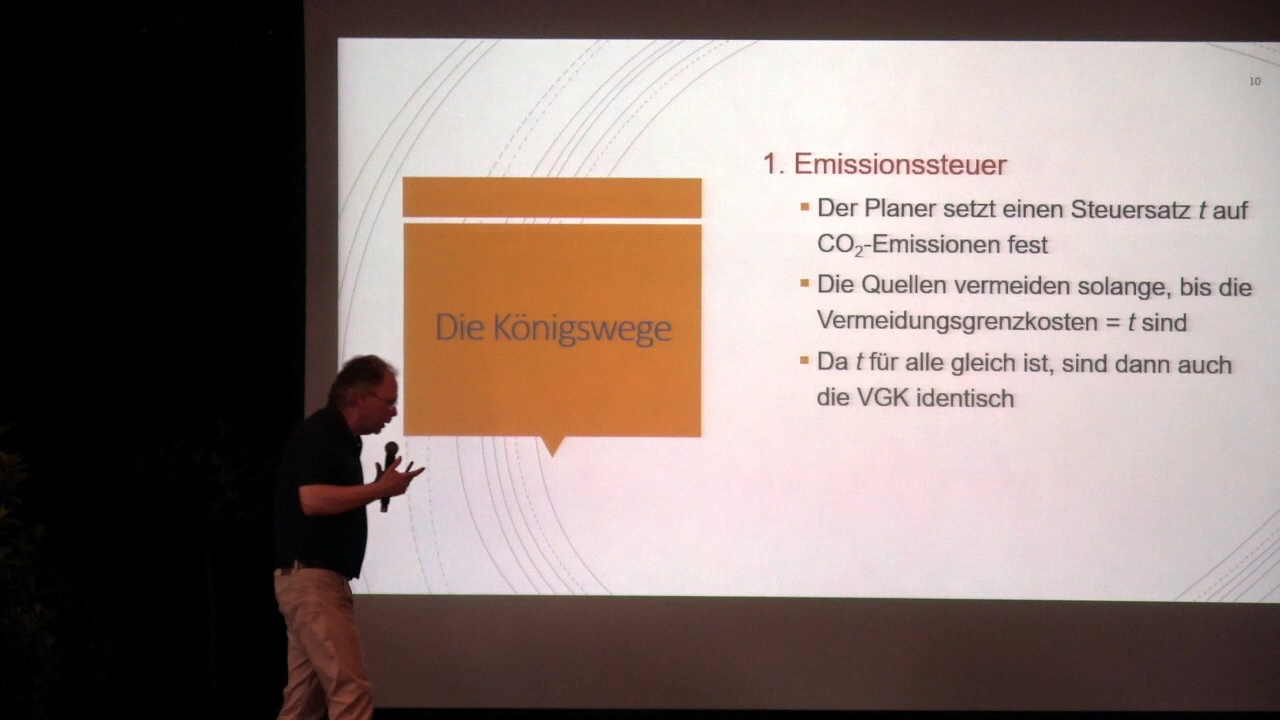 10
Die Königswege
1. Emissionssteuer
▪ Der Planer setzt einen Steuersatz t auf
CO₂-Emissionen fest
▪ Die Quellen vermeiden solange, bis die
Vermeidungsgrenzkosten = t sind
▪ Da t für alle gleich ist, sind dann auch
die VGK identisch